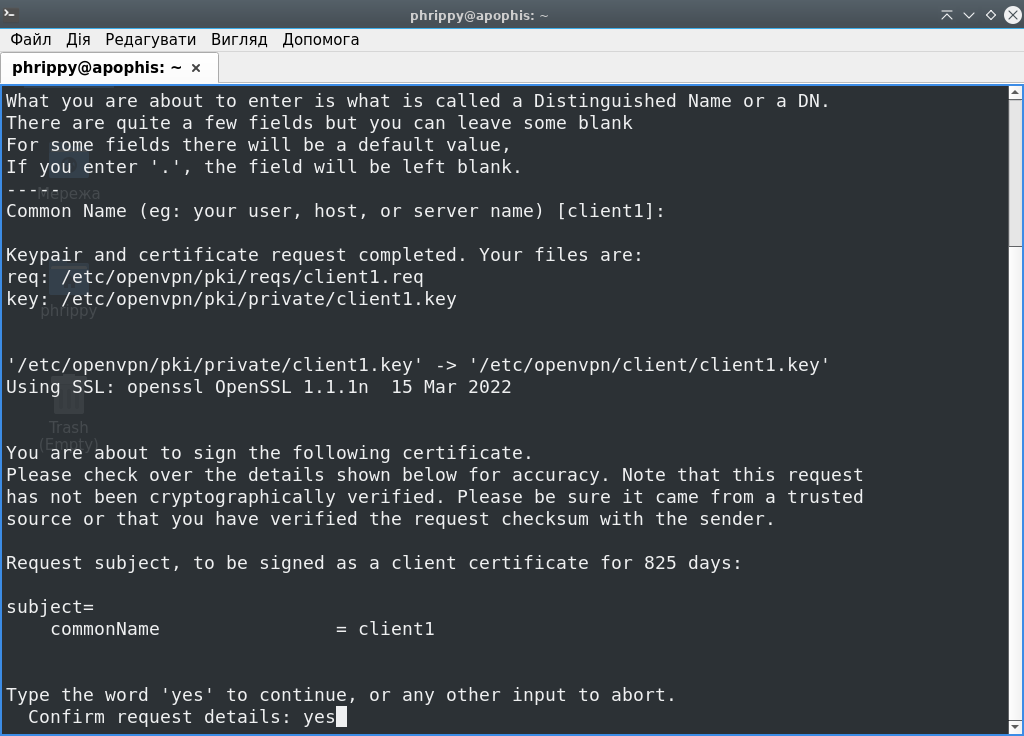 phrippy@apophis: ~
Файл Дія Редагувати Вигляд Допомога
phrippy@apophis: ~ ×
What you are about to enter is what is called a Distinguished Name or a DN.
There are quite a few fields but you can leave some blank
For some fields there will be a default value,
If you enter '.', the field will be left blank.
-----
Мережа
Common Name (eg: your user, host, or server name) [client1]:
Keypair and certificate request completed. Your files are:
req: /etc/openvpn/pki/reqs/client1.req
key: /etc/openvpn/pki/private/client1.key
phrippy
'/etc/openvpn/pki/private/client1.key' -> '/etc/openvpn/client/client1.key'
Using SSL: openssl OpenSSL 1.1.1n  15 Mar 2022
Trash
(Empty)
You are about to sign the following certificate.
Please check over the details shown below for accuracy. Note that this request
has not been cryptographically verified. Please be sure it came from a trusted
source or that you have verified the request checksum with the sender.
Request subject, to be signed as a client certificate for 825 days:
subject=
    commonName                = client1
Type the word 'yes' to continue, or any other input to abort.
  Confirm request details: yes